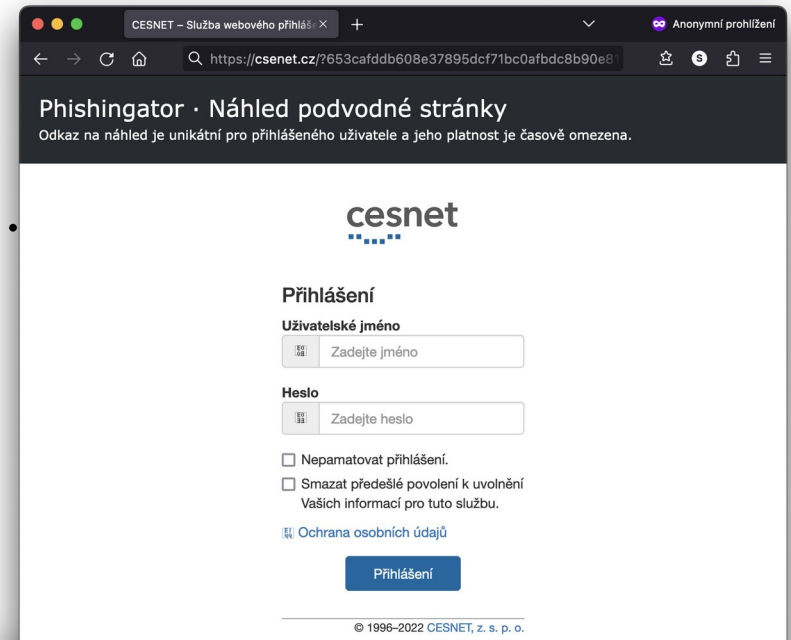 CESNET – Služba webového přihláš
Anonymní prohlížení
https://csenet.cz/?653cafddb608e37895dcf71bc0afbdc8b90e81
S
Phishingator · Náhled podvodné stránky
Odkaz na náhled je unikátní pro přihlášeného uživatele a jeho platnost je časově omezena.
cesnet
Přihlášení
Uživatelské jméno
Zadejte jméno
Heslo
Zadejte heslo
Nepamatovat přihlášení.
Smazat předešlé povolení k uvolnění
Vašich informací pro tuto službu.
Ochrana osobních údajů
Přihlášení
© 1996–2022 CESNET, z. s. p. o.